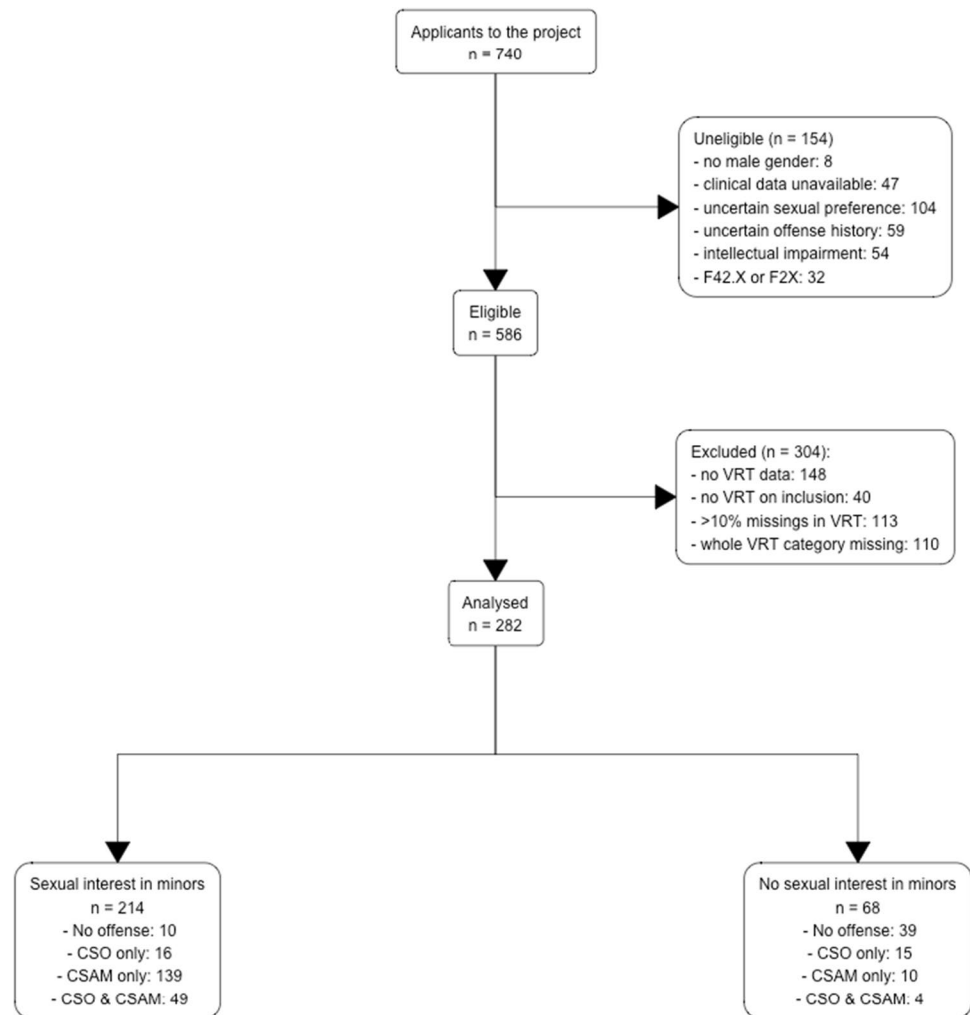 Applicants to the project
n = 740
Uneligible (n = 154)
- no male gender: 8
- clinical data unavailable: 47
- uncertain sexual preference: 104
- uncertain offense history: 59
- intellectual impairment: 54
- F42.X or F2X: 32
Eligible
n = 586
Excluded (n = 304):
- no VRT data: 148
- no VRT on inclusion: 40
- >10% missings in VRT: 113
- whole VRT category missing: 110
Analysed
n = 282
Sexual interest in minors
n = 214
- No offense: 10
- CSO only: 16
- CSAM only: 139
- CSO & CSAM: 49
No sexual interest in minors
n = 68
- No offense: 39
- CSO only: 15
- CSAM only: 10
- CSO & CSAM: 4